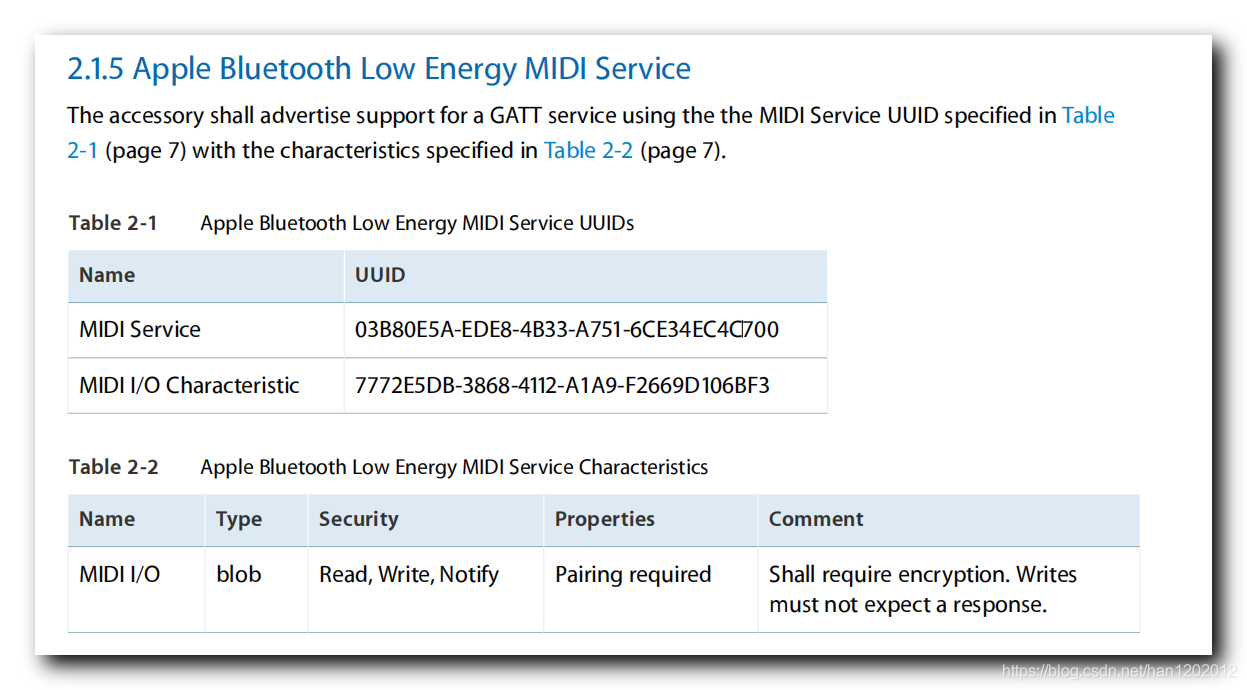 2.1.5 Apple Bluetooth Low Energy MIDI Service
The accessory shall advertise support for a GATT service using the the MIDI Service UUID specified in Table
2-1 (page 7) with the characteristics specified in Table 2-2 (page 7).
Table 2-1 Apple Bluetooth Low Energy MIDI Service UUIDs
Name UUID
MIDI Service 03B80E5A-EDE8-4B33-A751-6CE34EC4C700
MIDI I/O Characteristic 7772E5DB-3868-4112-A1A9-F2669D106BF3
Table 2-2 Apple Bluetooth Low Energy MIDI Service Characteristics
Name Type Security Properties Comment
MIDI I/O blob Read, Write, Notify Pairing required Shall require encryption. Writes
must not expect a response.
https://blog.csdn.net/han1202012